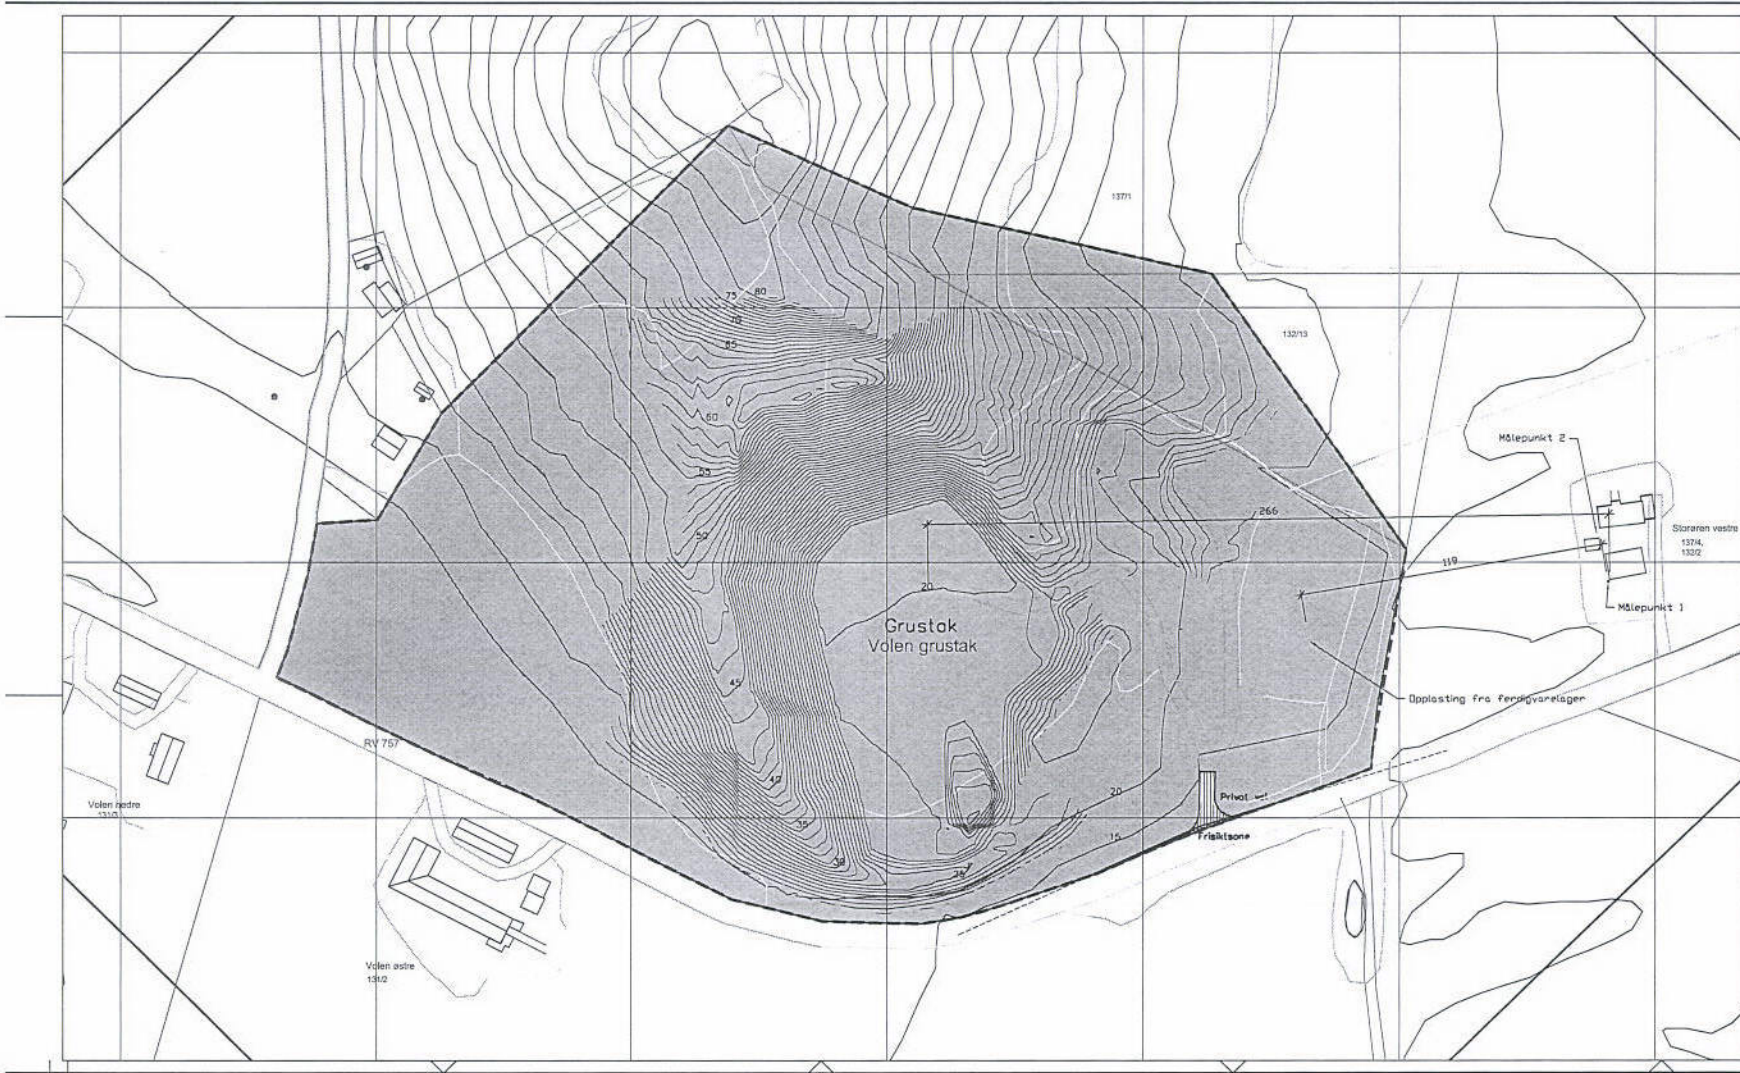 137/1
75
80
70
65
132/13
60
Målepunkt 2
55
266
Storøren vestre
137/4,
132/2
50
119
20
Målepunkt 1
Grustak
Volen grustak
45
Opplasting fra ferdigvarelager
RV 757
40
20
Privat vei
Volen nedre
131/3
35
15
Frisiktsone
30
25
Volen østre
131/2